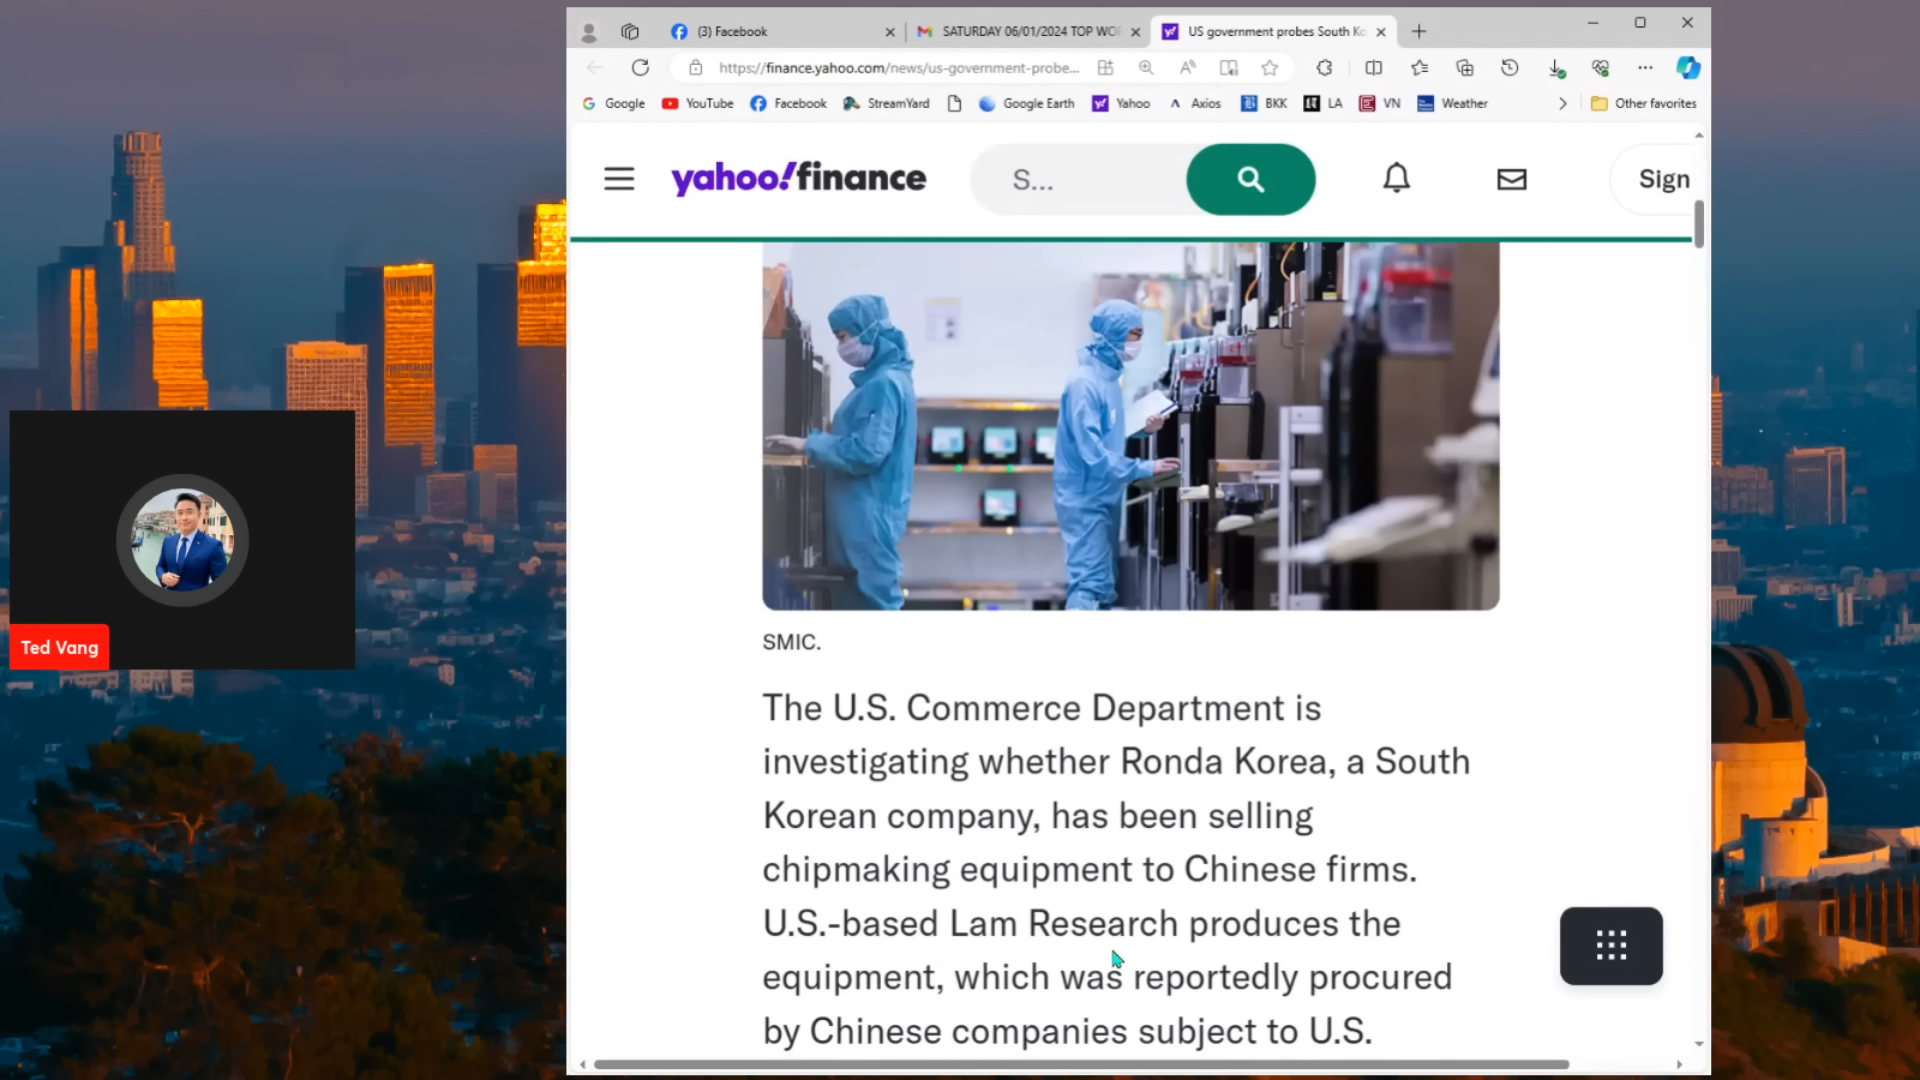 (3) Facebook
SATURDAY 06/01/2024 TOP WO
US government probes South Ko
https://finance.yahoo.com/news/us-government-probe...
Google
YouTube
Facebook
StreamYard
Google Earth
Yahoo
Axios
BKK
LA
VN
Weather
Other favorites
yahoo!finance
S...
Sign
SMIC.
The U.S. Commerce Department is
investigating whether Ronda Korea, a South
Korean company, has been selling
chipmaking equipment to Chinese firms.
U.S.-based Lam Research produces the
equipment, which was reportedly procured
by Chinese companies subject to U.S.
Ted Vang